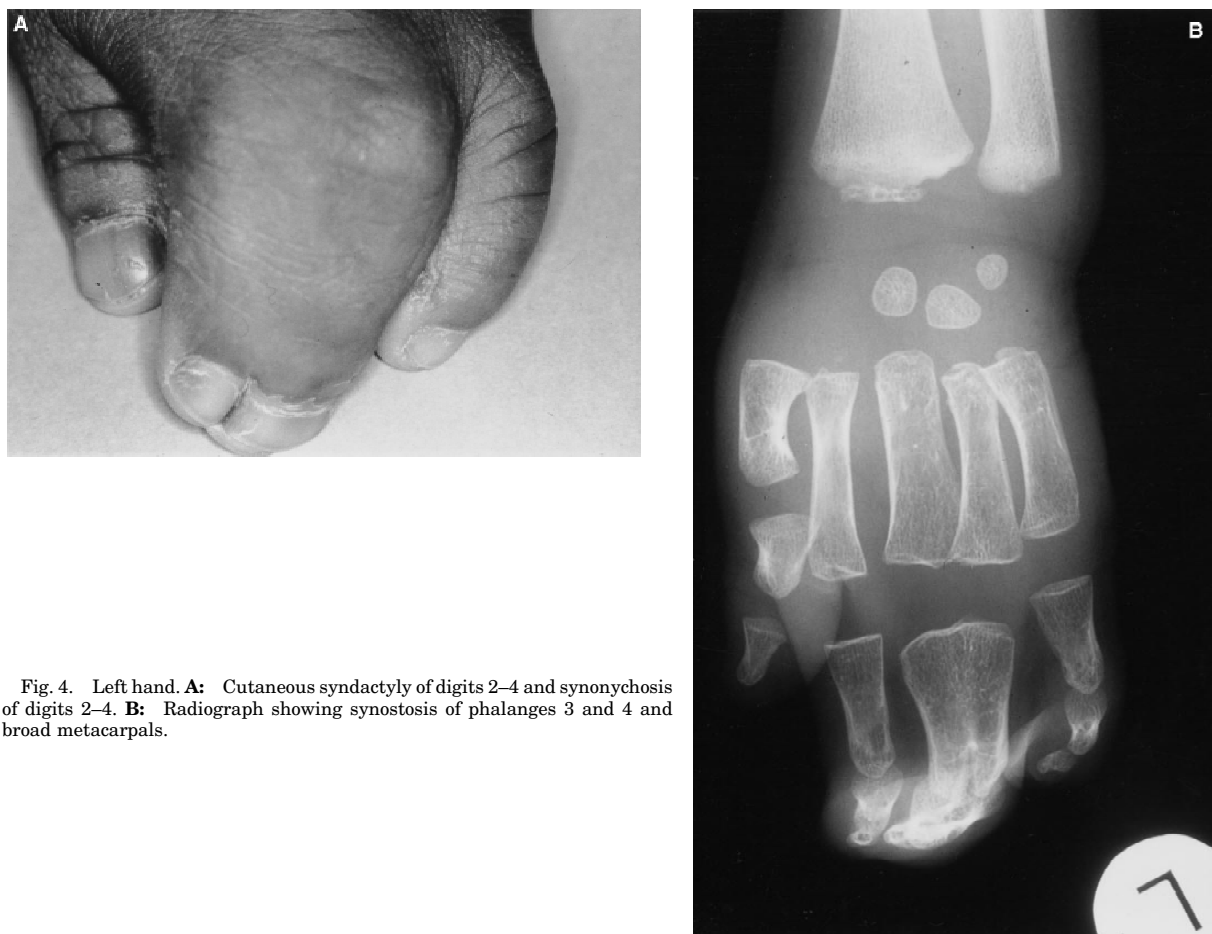 A
B
Fig. 4. Left hand. A: Cutaneous syndactyly of digits 2–4 and synonychosis
of digits 2–4. B: Radiograph showing synostosis of phalanges 3 and 4 and
broad metacarpals.
L